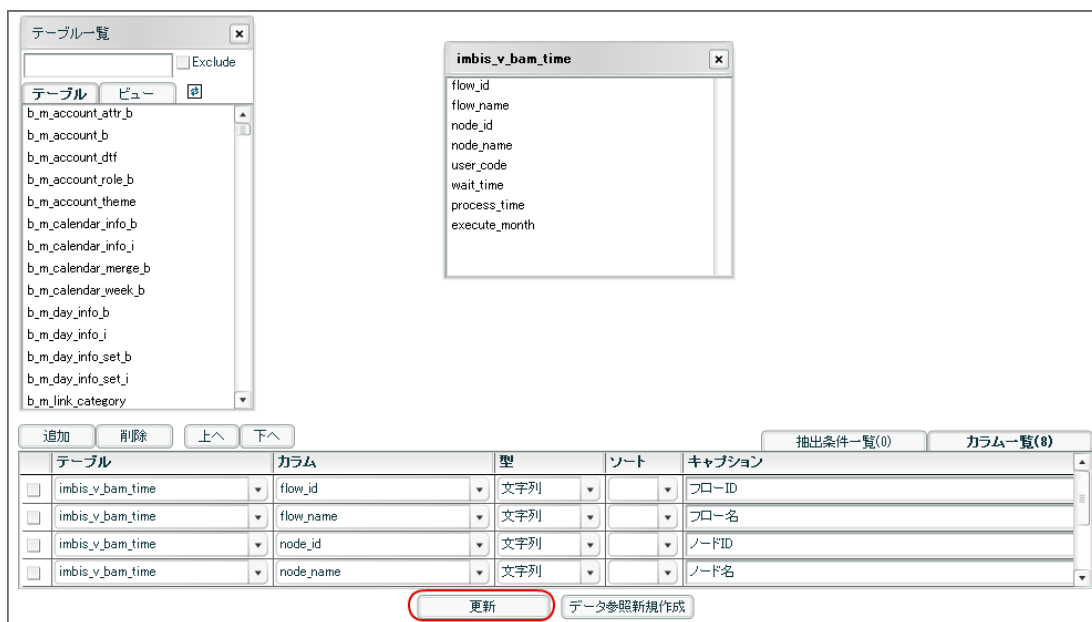 テーブル一覧
Exclude
テーブル ビュー
b_m_account_attr_b
b_m_account_b
b_m_account_dtf
b_m_account_role_b
b_m_account_theme
b_m_calendar_info_b
b_m_calendar_info_i
b_m_calendar_merge_b
b_m_calendar_week_b
b_m_day_info_b
b_m_day_info_i
b_m_day_info_set_b
b_m_day_info_set_i
b_m_link_category
imbis_v_bam_time
flow_id
flow_name
node_id
node_name
user_code
wait_time
process_time
execute_month
追加 削除 上へ 下へ 抽出条件一覧(0) カラム一覧(8)
テーブル カラム 型 ソート キャプション
imbis_v_bam_time flow_id 文字列 フローID
imbis_v_bam_time flow_name 文字列 フロー名
imbis_v_bam_time node_id 文字列 ノードID
imbis_v_bam_time node_name 文字列 ノード名
更新 データ参照新規作成